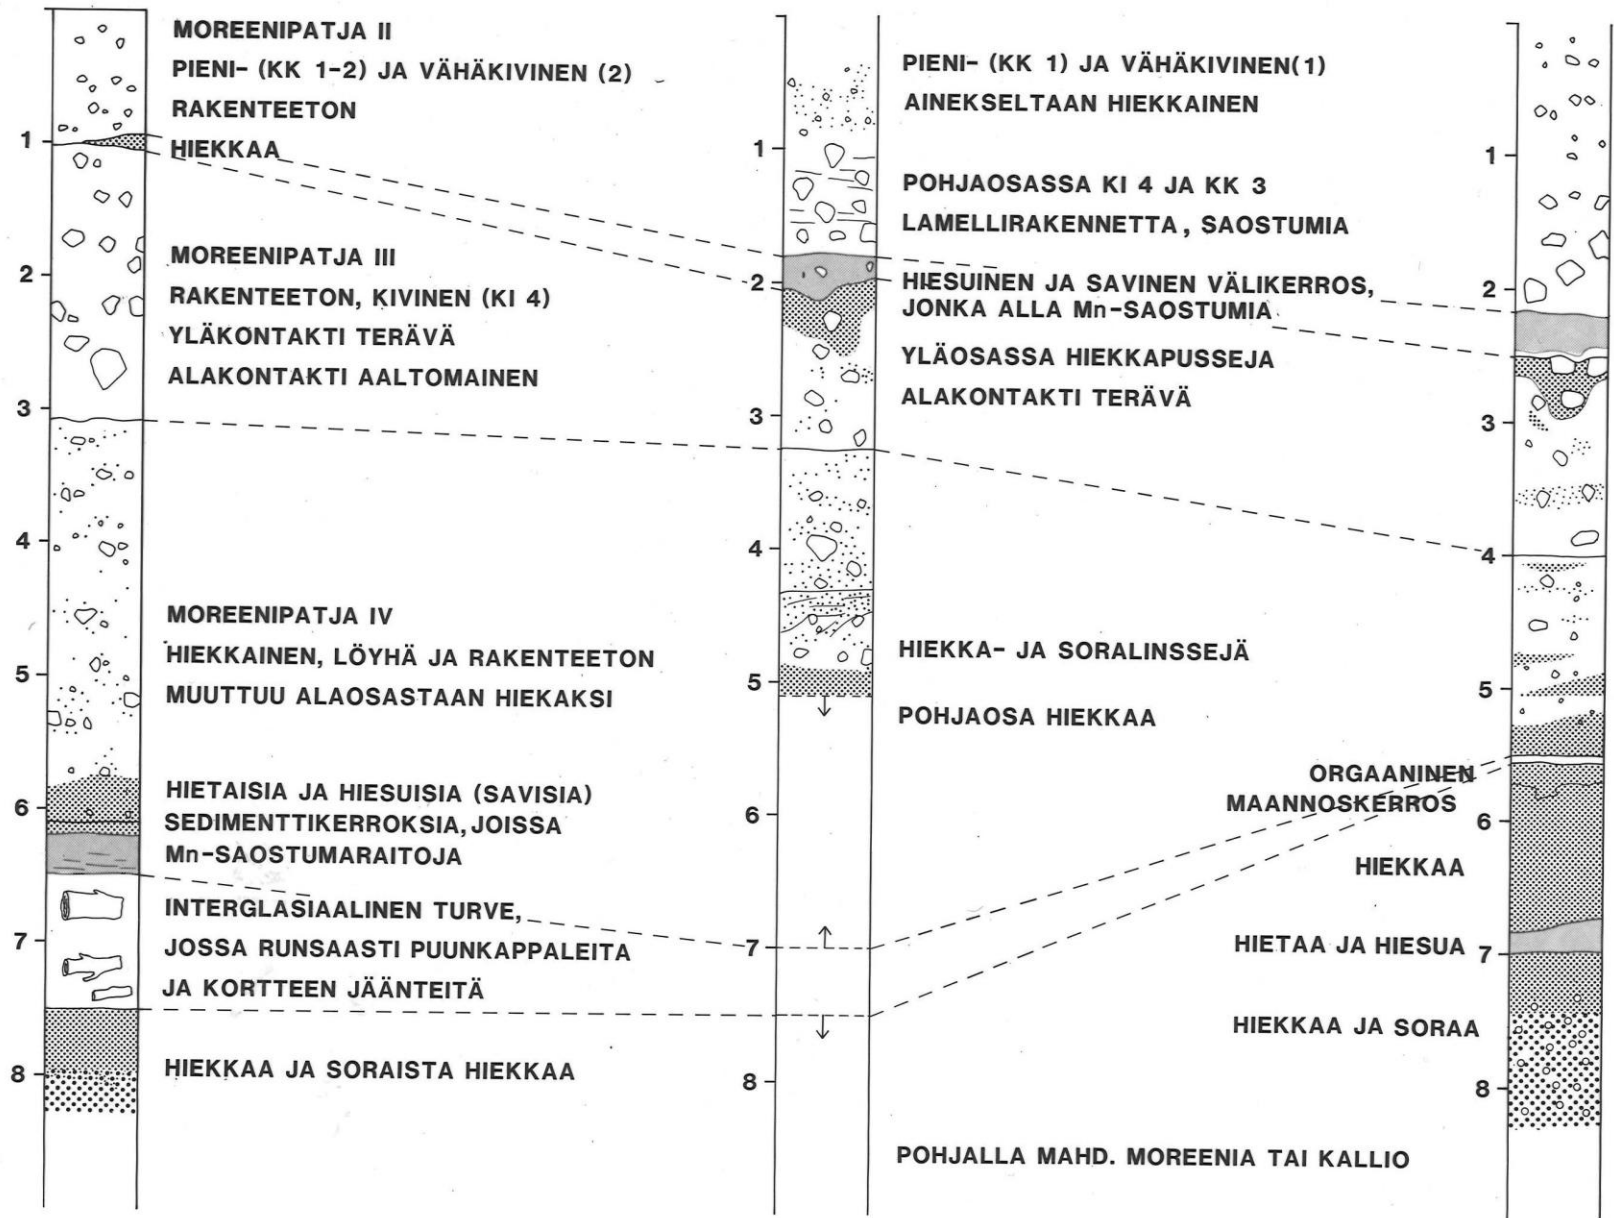 MOREENIPATJA II
PIENI- (KK 1-2) JA VÄHÄKIVINEN (2)
RAKENTEETON
HIEKKAA
MOREENIPATJA III
RAKENTEETON, KIVINEN (KI 4)
YLÄKONTAKTI TERÄVÄ
ALAKONTAKTI AALTOMAINEN
MOREENIPATJA IV
HIEKKAINEN, LÖYHÄ JA RAKENTEETON
MUUTTUU ALAOSASTAAN HIEKAKSI
HIETAISIA JA HIESUISIA (SAVISIA)
SEDIMENTTIKERROKSIA, JOISSA
Mn-SAOSTUMARAITOJA
INTERGLASIAALINEN TURVE,
JOSSA RUNSAASTI PUUNKAPPALEITA
JA KORTTEEN JÄÄNTEITÄ
HIEKKAA JA SORAISTA HIEKKAA
1
2
3
4
5
6
7
8
PIENI- (KK 1) JA VÄHÄKIVINEN(1)
AINEKSELTAAN HIEKKAINEN
POHJAOSASSA KI 4 JA KK 3
LAMELLIRAKENNETTA, SAOSTUMIA
HIESUINEN JA SAVINEN VÄLIKERROS,
JONKA ALLA Mn-SAOSTUMIA
YLÄOSASSA HIEKKAPUSSEJA
ALAKONTAKTI TERÄVÄ
HIEKKA- JA SORALINSSEJÄ
POHJAOSA HIEKKAA
POHJALLA MAHD. MOREENIA TAI KALLIO
1
2
3
4
5
6
7
8
ORGAANINEN
MAANNOSKERROS
HIEKKAA
HIETAA JA HIESUA
HIEKKAA JA SORAA
1
2
3
4
5
6
7
8